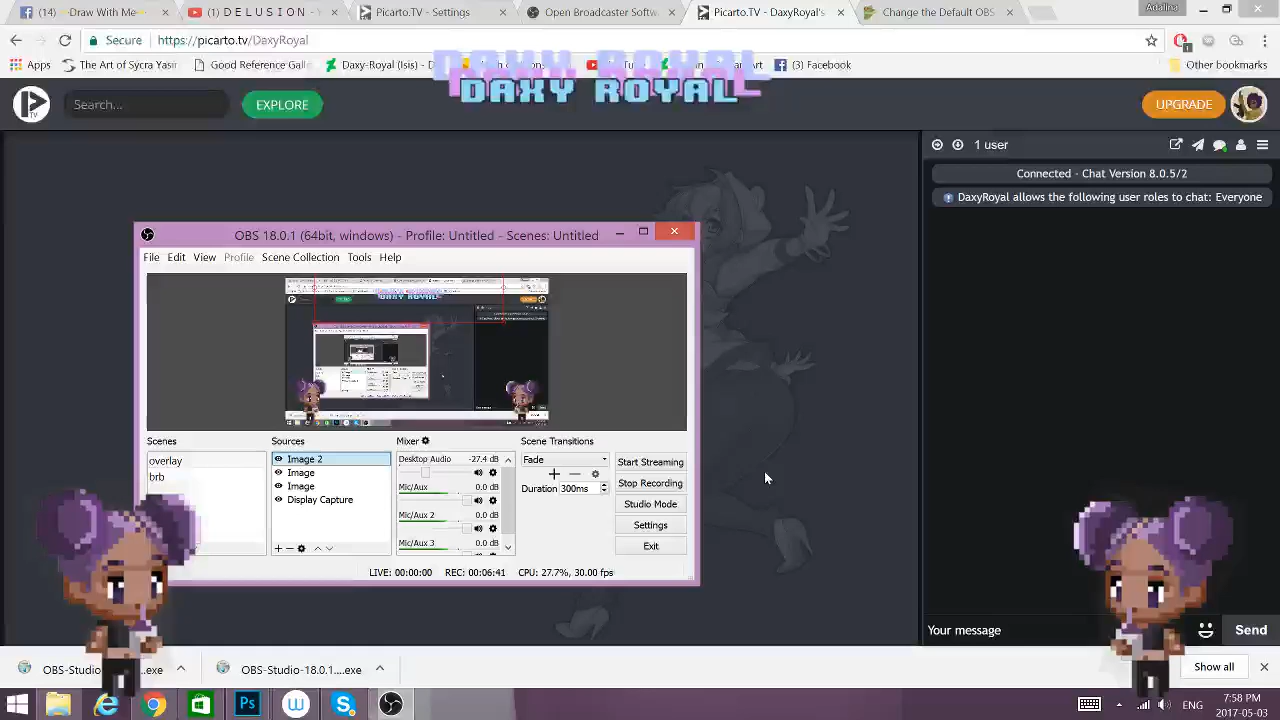 Draw With Me
(1) D E L U S I O N
Picarto.TV - Settings
Open Broadcaster Softw
Picarto.TV - DaxyRoyal's
Change the Default OBS
Adaline
Secure
https://picarto.tv/DaxyRoyal
Apps
The Art of Sycra Yasir
Good Reference Galle
Daxy-Royal (Isis) - D
(3) Facebook
Other bookmarks
DAXY ROYAL
DAXY ROYALL
TV
Search...
EXPLORE
UPGRADE
1 user
Connected - Chat Version 8.0.5/2
DaxyRoyal allows the following user roles to chat: Everyone
OBS 18.0.1 (64bit, windows) - Profile: Untitled - Scenes: Untitled
File Edit View Profile Scene Collection Tools Help
Scenes
overlay
brb
Sources
Image 2
Image
Image
Display Capture
Mixer
Desktop Audio -27.4 dB
Mic/Aux 0.0 dB
Mic/Aux 2 0.0 dB
Mic/Aux 3 0.0 dB
Scene Transitions
Fade
Duration 300ms
Start Streaming
Stop Recording
Studio Mode
Settings
Exit
LIVE: 00:00:00
REC: 00:06:41
CPU: 27.7%, 30.00 fps
Your message
Send
OBS-Studio
.exe
OBS-Studio-18.0.1....exe
Show all
Ps
W
ENG
7:58 PM
2017-05-03